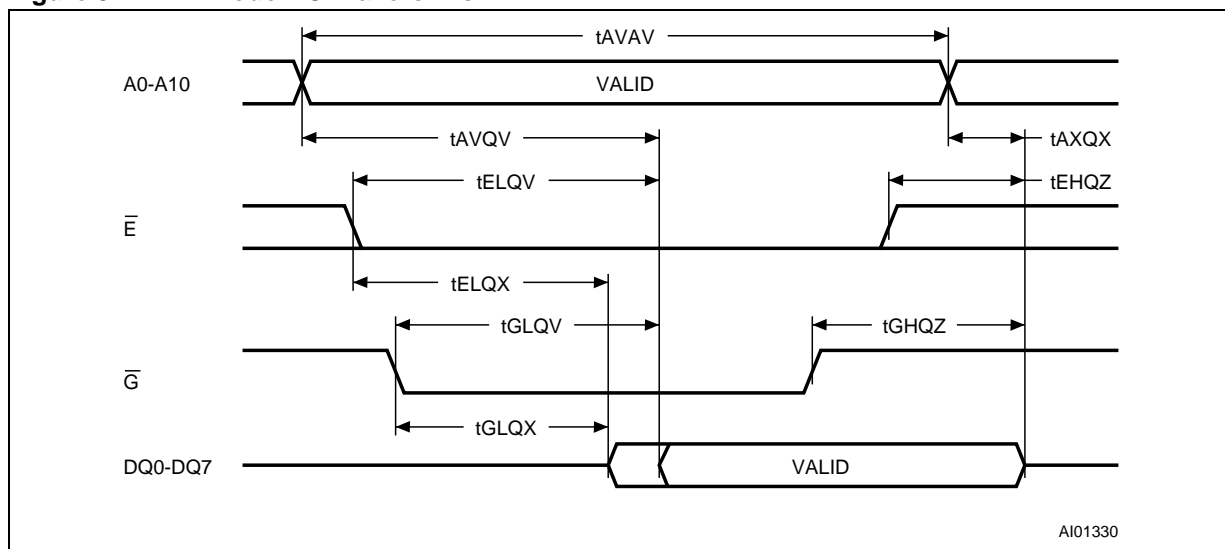 tAVAV
A0-A10
VALID
tAVQV
tAXQX
tELQV
tEHQZ
E̅
tELQX
tGLQV
tGHQZ
G̅
tGLQX
DQ0-DQ7
VALID
AI01330